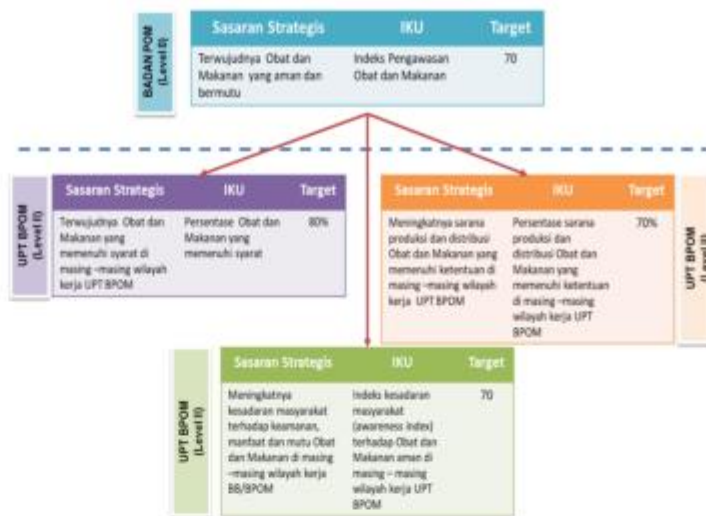 BADAN POM
(Level 0)
Sasaran Strategis IKU Target
Terwujudnya Obat dan
Makanan yang aman dan
bermutu
Indeks Pengawasan
Obat dan Makanan
70
UPT BPOM
(Level II)
Sasaran Strategis IKU Target
Terwujudnya Obat dan
Makanan yang
memenuhi syarat di
masing –masing wilayah
kerja UPT BPOM
Persentase Obat dan
Makanan yang
memenuhi syarat
80%
Sasaran Strategis IKU Target
Meningkatnya sarana
produksi dan distribusi
Obat dan Makanan yang
memenuhi ketentuan di
masing –masing wilayah
kerja UPT BPOM
Persentase sarana
produksi dan
distribusi Obat dan
Makanan yang
memenuhi ketentuan
di masing –masing
wilayah kerja UPT
BPOM
70%
UPT BPOM
(Level II)
UPT BPOM
(Level II)
Sasaran Strategis IKU Target
Meningkatnya
kesadaran masyarakat
terhadap keamanan,
manfaat dan mutu Obat
dan Makanan di masing
–masing wilayah kerja
BB/BPOM
Indeks kesadaran
masyarakat
(awareness index)
terhadap Obat dan
Makanan aman di
masing – masing
wilayah kerja UPT
BPOM
70